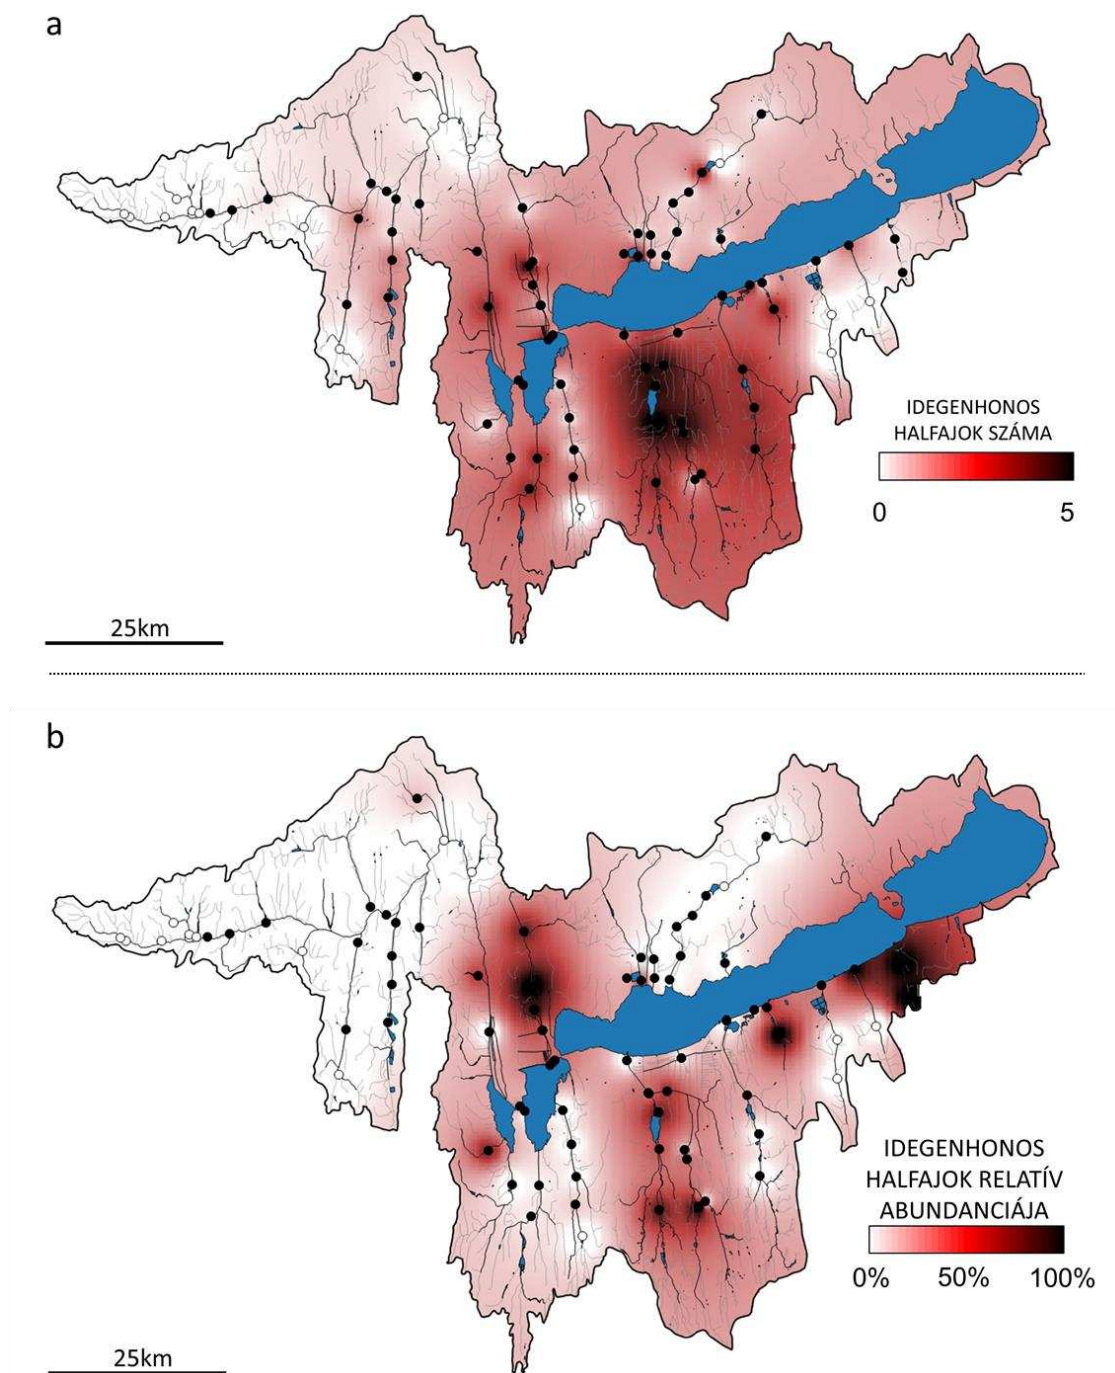 a
IDEGENHONOS
HALFAJOK SZÁMA
0 5
25km
b
IDEGENHONOS
HALFAJOK RELATÍV
ABUNDANCIÁJA
0% 50% 100%
25km